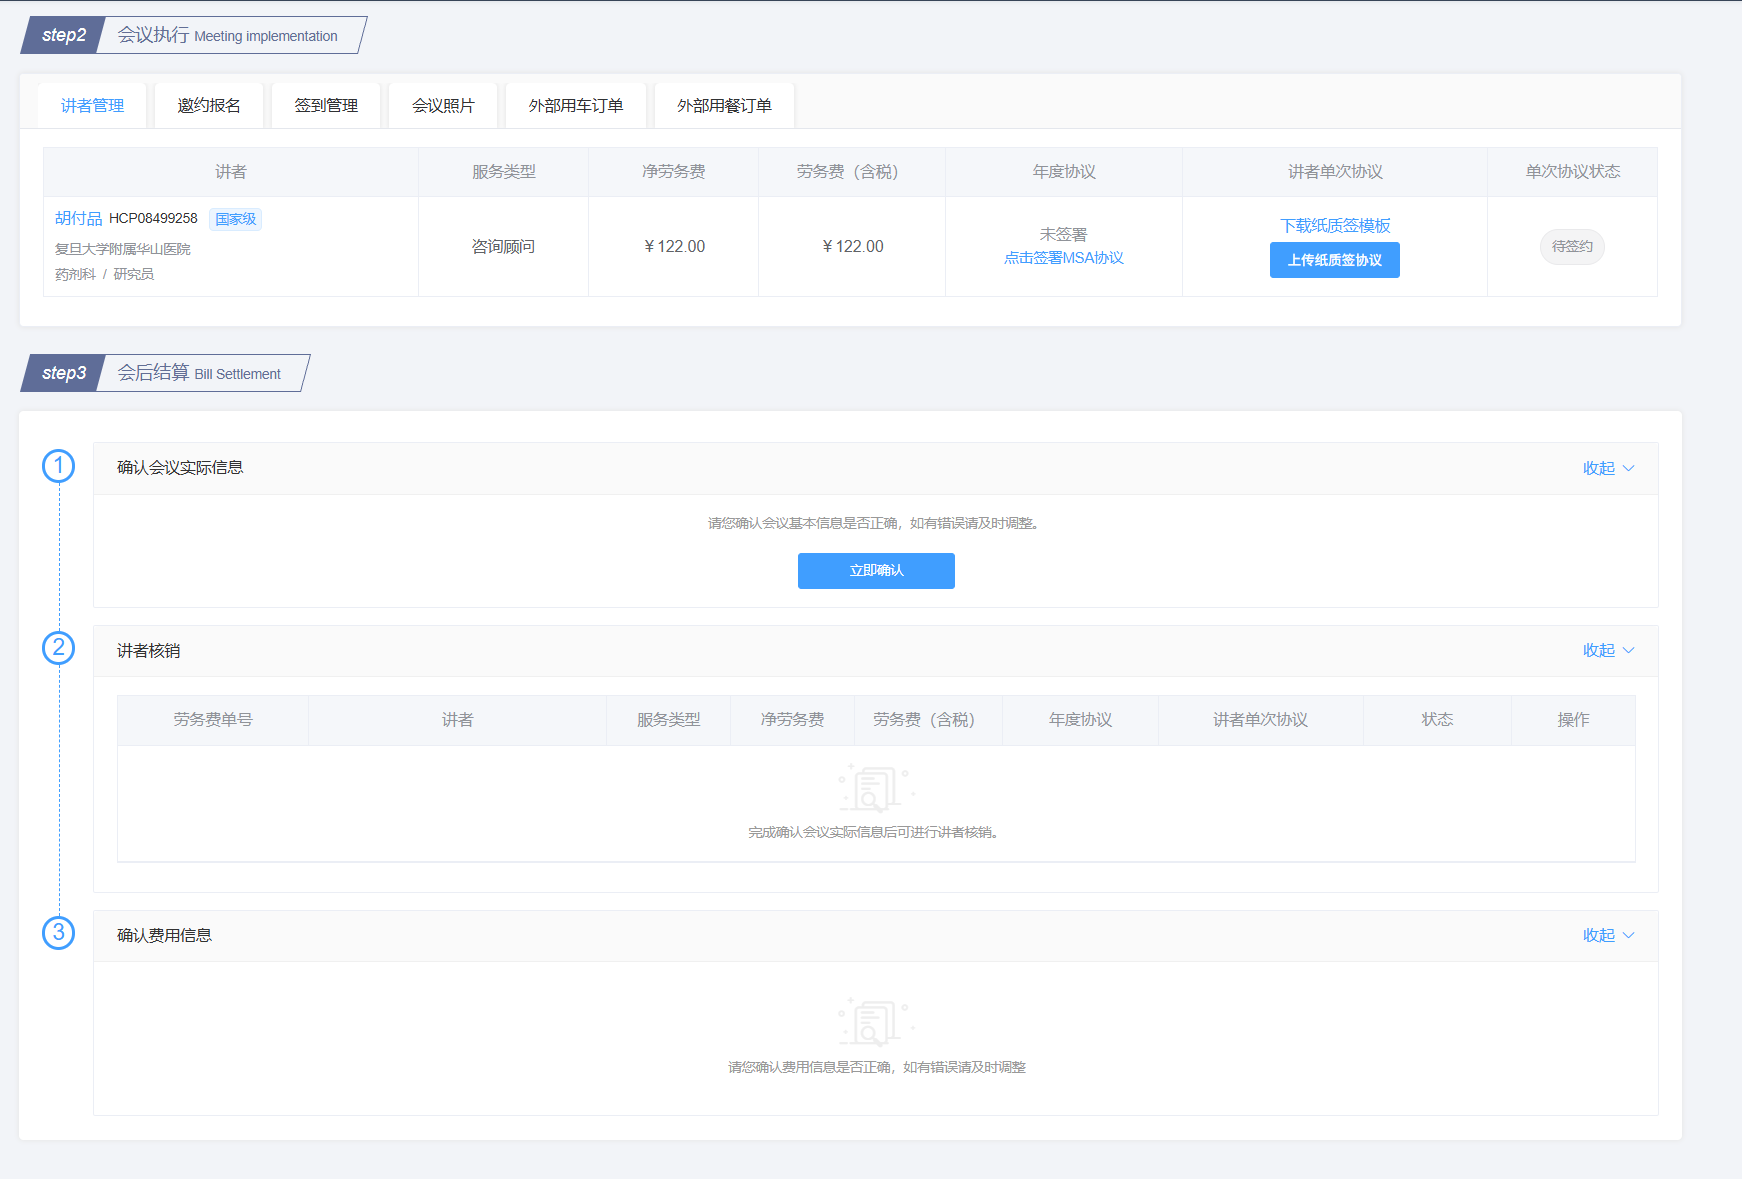 step2 会议执行 Meeting implementation
讲者管理 邀约报名 签到管理 会议照片 外部用车订单 外部用餐订单
讲者 服务类型 净劳务费 劳务费（含税） 年度协议 讲者单次协议 单次协议状态
胡付品 HCP08499258 国家级
复旦大学附属华山医院
药剂科 / 研究员
咨询顾问
¥ 122.00
¥ 122.00
未签署
点击签署MSA协议
下载纸质签模板
上传纸质签协议
待签约
step3 会后结算 Bill Settlement
1 确认会议实际信息 收起
请您确认会议基本信息是否正确，如有错误请及时调整。
立即确认
2 讲者核销 收起
劳务费单号 讲者 服务类型 净劳务费 劳务费（含税） 年度协议 讲者单次协议 状态 操作
完成确认会议实际信息后可进行讲者核销。
3 确认费用信息 收起
请您确认费用信息是否正确，如有错误请及时调整